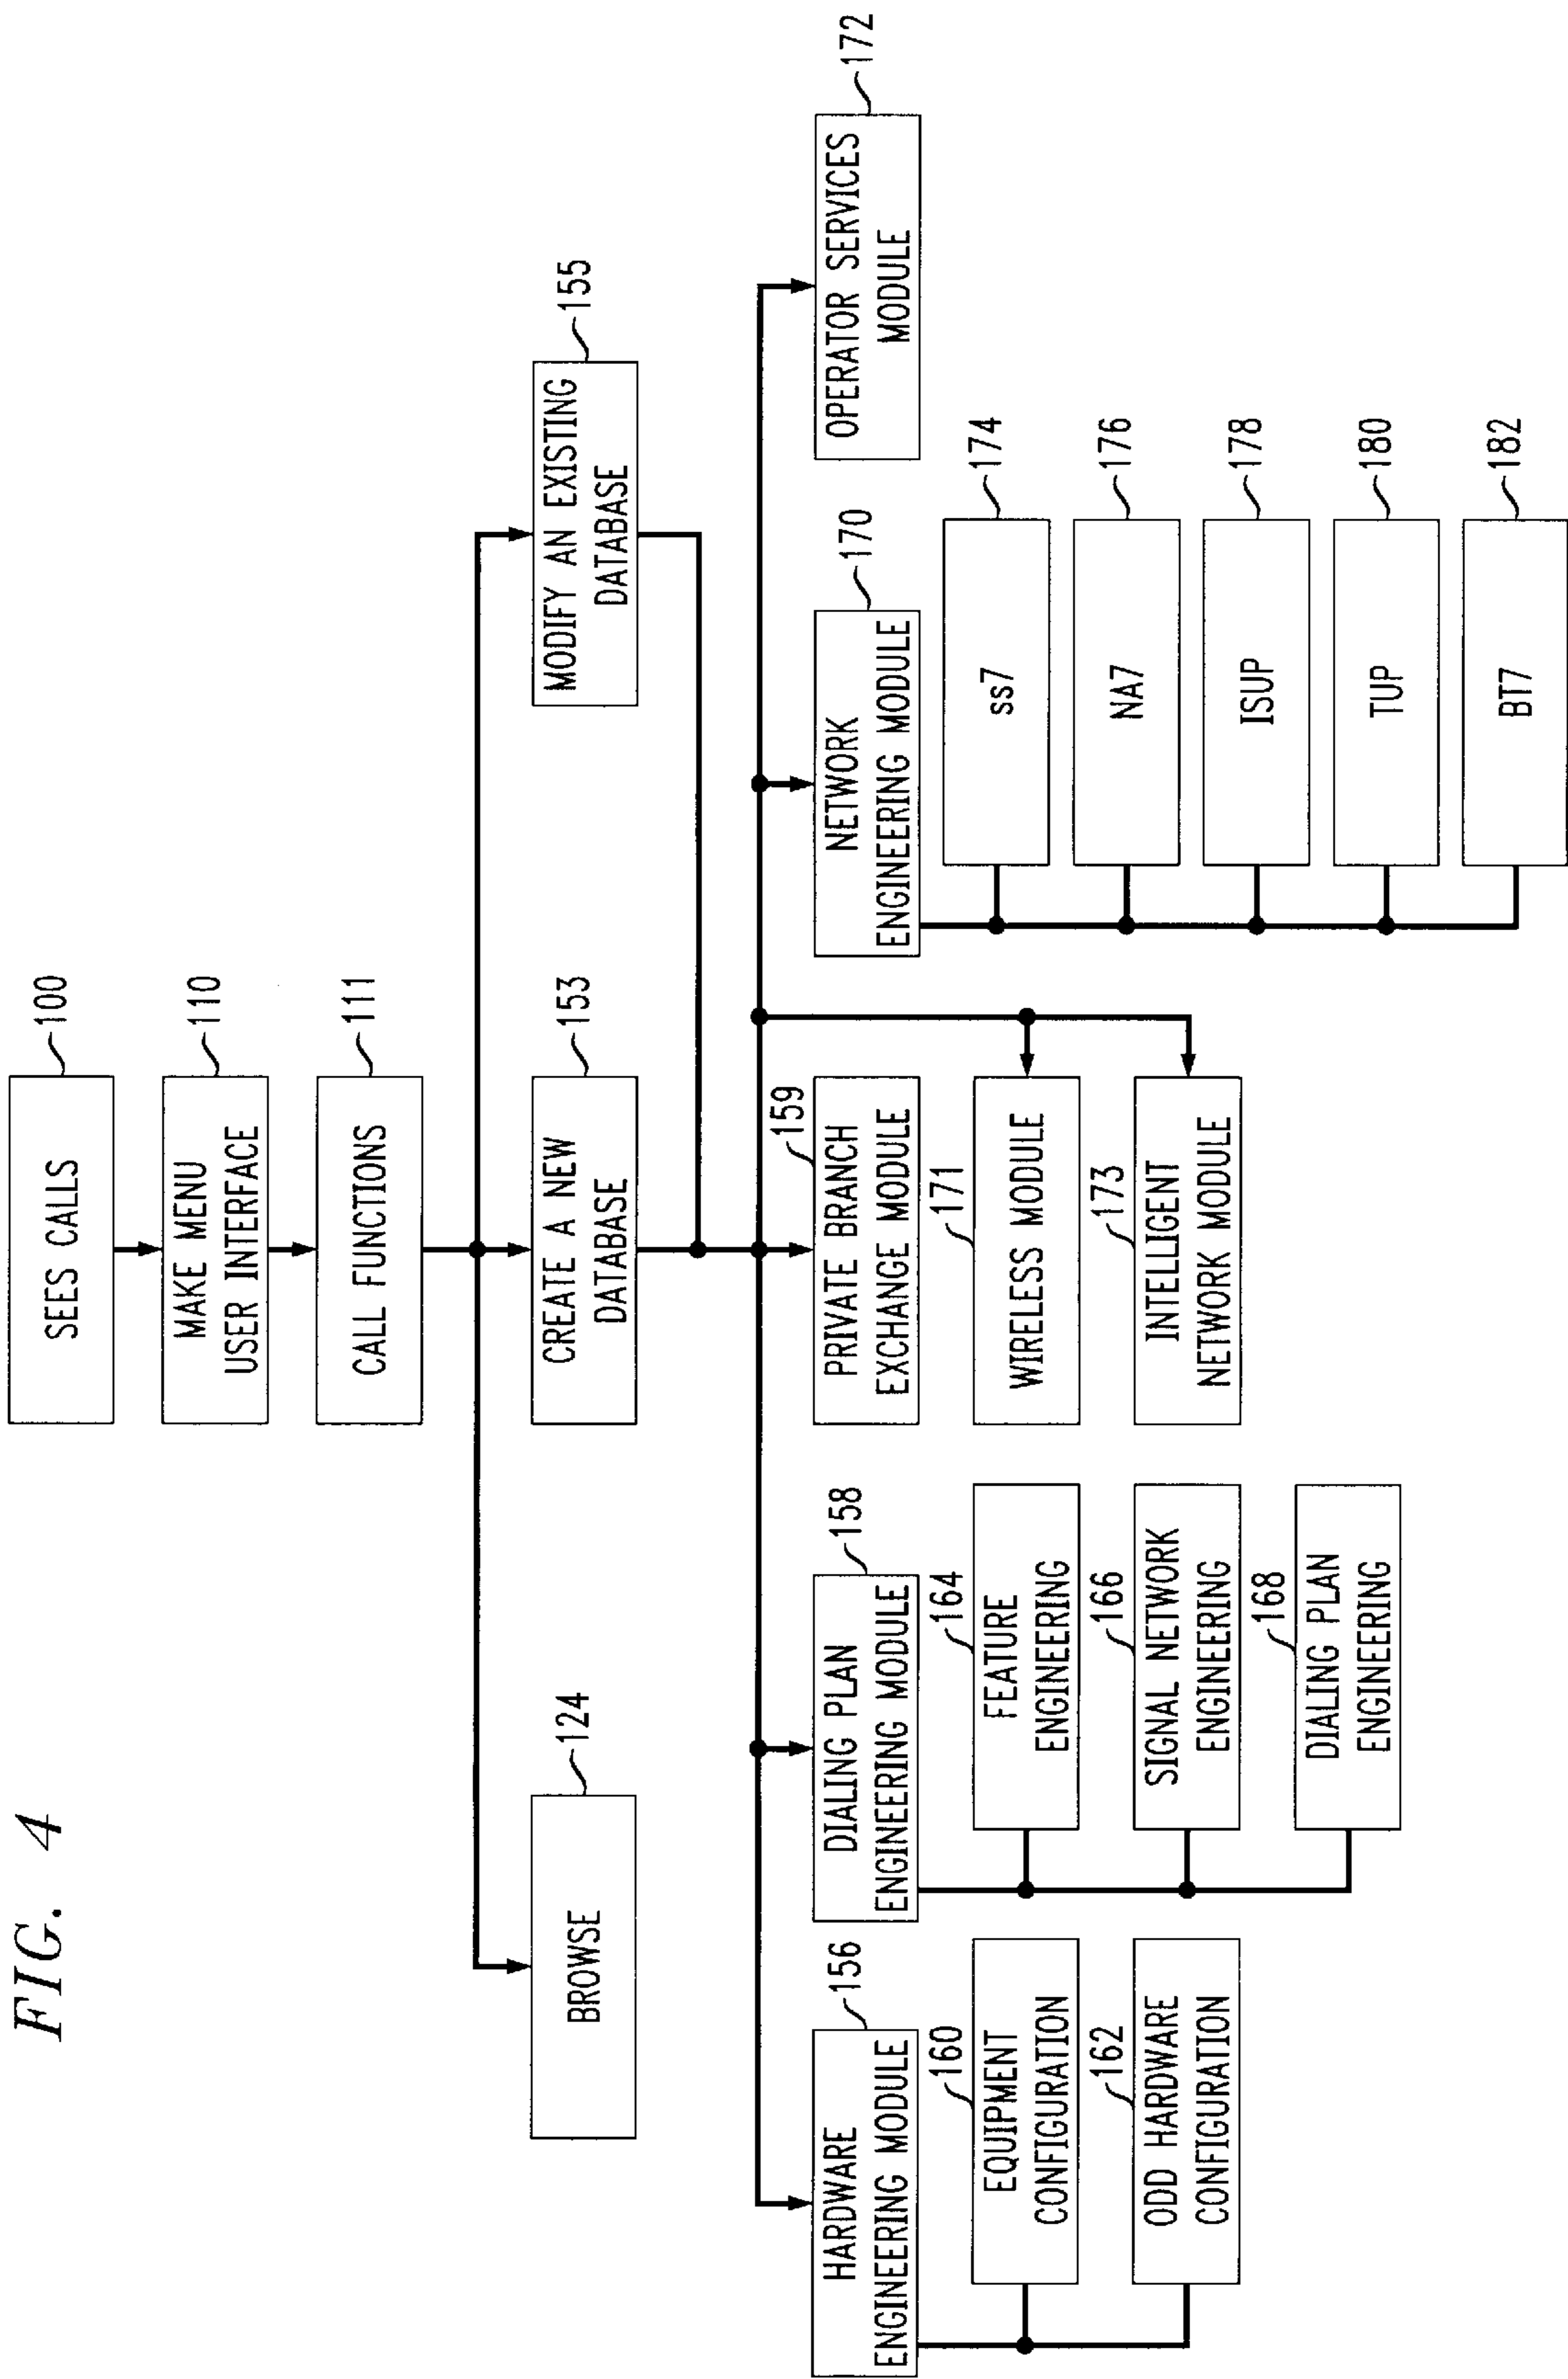 FIG. 4
SEES CALLS
100
MAKE MENU
USER INTERFACE
110
CALL FUNCTIONS
111
BROWSE
124
CREATE A NEW
DATABASE
153
MODIFY AN EXISTING
DATABASE
155
HARDWARE
ENGINEERING MODULE
156
EQUIPMENT
CONFIGURATION
160
ODD HARDWARE
CONFIGURATION
162
DIALING PLAN
ENGINEERING MODULE
158
FEATURE
ENGINEERING
164
SIGNAL NETWORK
ENGINEERING
166
DIALING PLAN
ENGINEERING
168
PRIVATE BRANCH
EXCHANGE MODULE
159
WIRELESS MODULE
171
INTELLIGENT
NETWORK MODULE
173
NETWORK
ENGINEERING MODULE
170
ss7
174
NA7
176
ISUP
178
TUP
180
BT7
182
OPERATOR SERVICES
MODULE
172